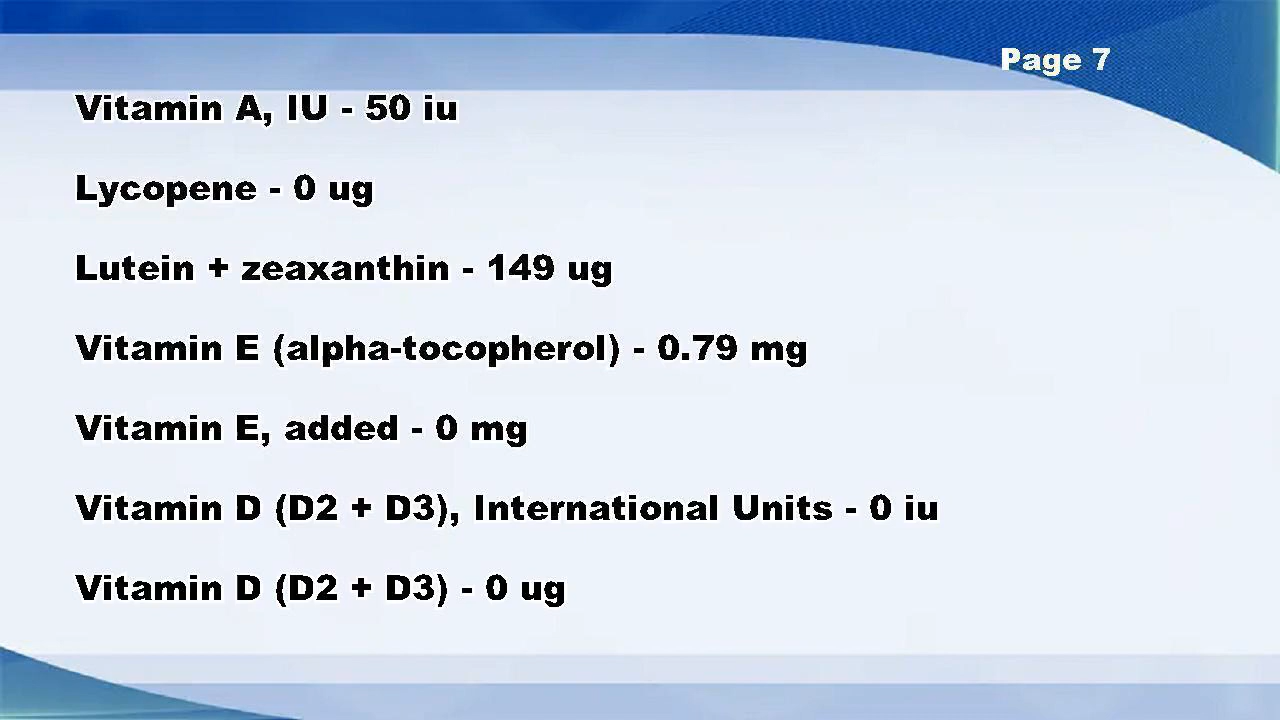 Page 7
Vitamin A, IU - 50 iu
Lycopene - 0 ug
Lutein + zeaxanthin - 149 ug
Vitamin E (alpha-tocopherol) - 0.79 mg
Vitamin E, added - 0 mg
Vitamin D (D2 + D3), International Units - 0 iu
Vitamin D (D2 + D3) - 0 ug